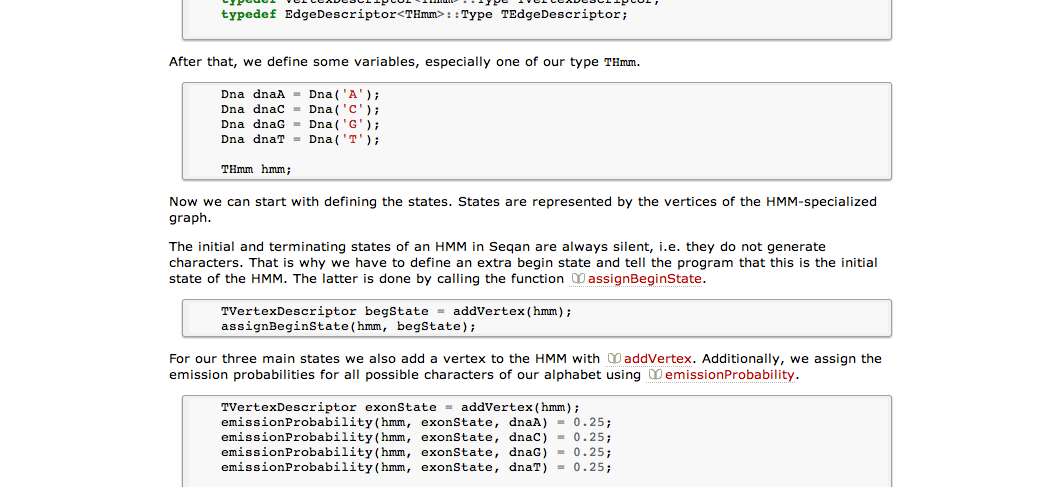 typedef VertexDescriptor<THmm>::Type TVertexDescriptor;
typedef EdgeDescriptor<THmm>::Type TEdgeDescriptor;
After that, we define some variables, especially one of our type THmm.
Dna dnaA = Dna('A');
Dna dnaC = Dna('C');
Dna dnaG = Dna('G');
Dna dnaT = Dna('T');
THmm hmm;
Now we can start with defining the states. States are represented by the vertices of the HMM-specialized
graph.
The initial and terminating states of an HMM in Seqan are always silent, i.e. they do not generate
characters. That is why we have to define an extra begin state and tell the program that this is the initial
state of the HMM. The latter is done by calling the function assignBeginState.
TVertexDescriptor begState = addVertex(hmm);
assignBeginState(hmm, begState);
For our three main states we also add a vertex to the HMM with addVertex. Additionally, we assign the
emission probabilities for all possible characters of our alphabet using emissionProbability.
TVertexDescriptor exonState = addVertex(hmm);
emissionProbability(hmm, exonState, dnaA) = 0.25;
emissionProbability(hmm, exonState, dnaC) = 0.25;
emissionProbability(hmm, exonState, dnaG) = 0.25;
emissionProbability(hmm, exonState, dnaT) = 0.25;